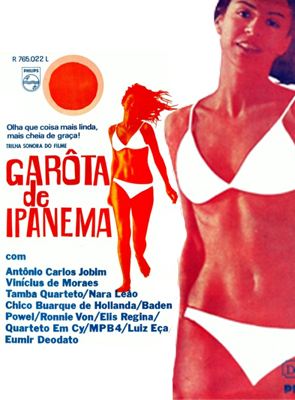 R 765.022 L
PHILIPS
Olha que coisa mais linda,
mais cheia de graça!
TRILHA SONORA DO FILME
GARÔTA
de
IPANEMA
com
Antônio Carlos Jobim
Vinícius de Moraes
Tamba Quarteto/Nara Leão
Chico Buarque de Hollanda/Baden
Powel/Ronnie Von/Elis Regina/
Quarteto Em Cy/MPB4/Luiz Eça
Eumir Deodato